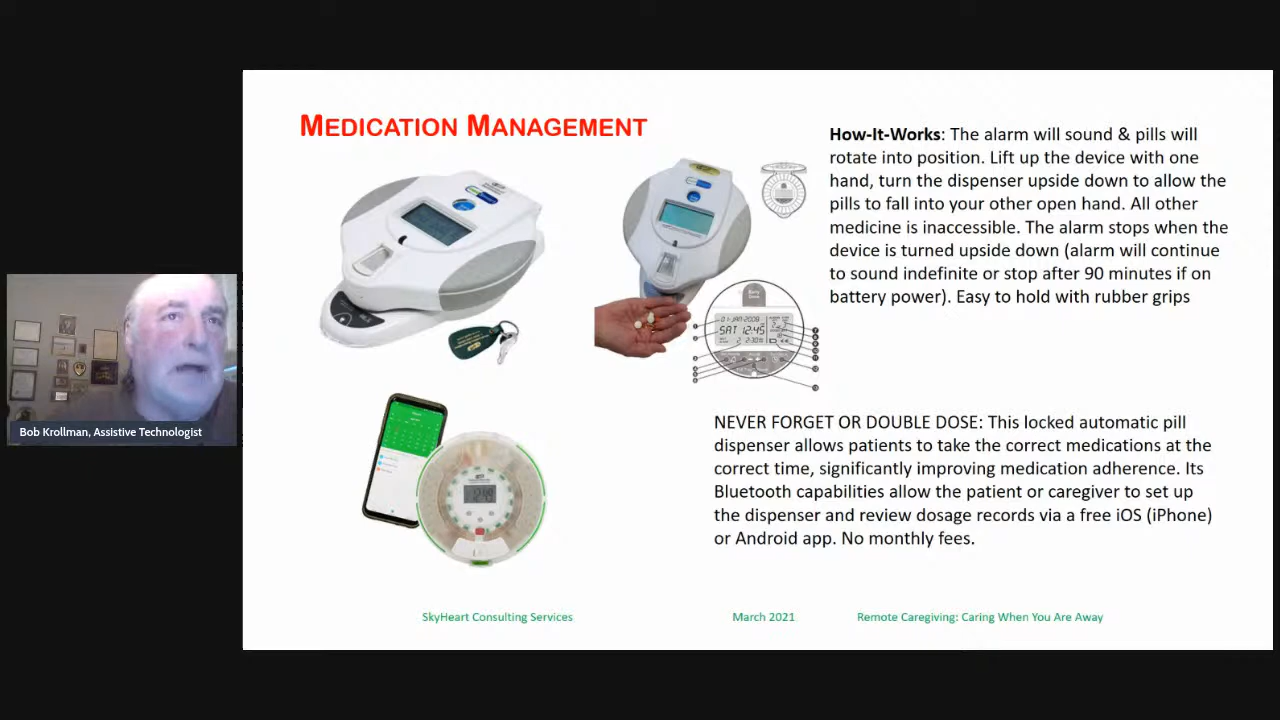 MEDICATION MANAGEMENT
How-It-Works: The alarm will sound & pills will
rotate into position. Lift up the device with one
hand, turn the dispenser upside down to allow the
pills to fall into your other open hand. All other
medicine is inaccessible. The alarm stops when the
device is turned upside down (alarm will continue
to sound indefinite or stop after 90 minutes if on
battery power). Easy to hold with rubber grips
01-JAN-2008
SAT 12:45
NEVER FORGET OR DOUBLE DOSE: This locked automatic pill
dispenser allows patients to take the correct medications at the
correct time, significantly improving medication adherence. Its
Bluetooth capabilities allow the patient or caregiver to set up
the dispenser and review dosage records via a free iOS (iPhone)
or Android app. No monthly fees.
Bob Krollman, Assistive Technologist
SkyHeart Consulting Services
March 2021
Remote Caregiving: Caring When You Are Away